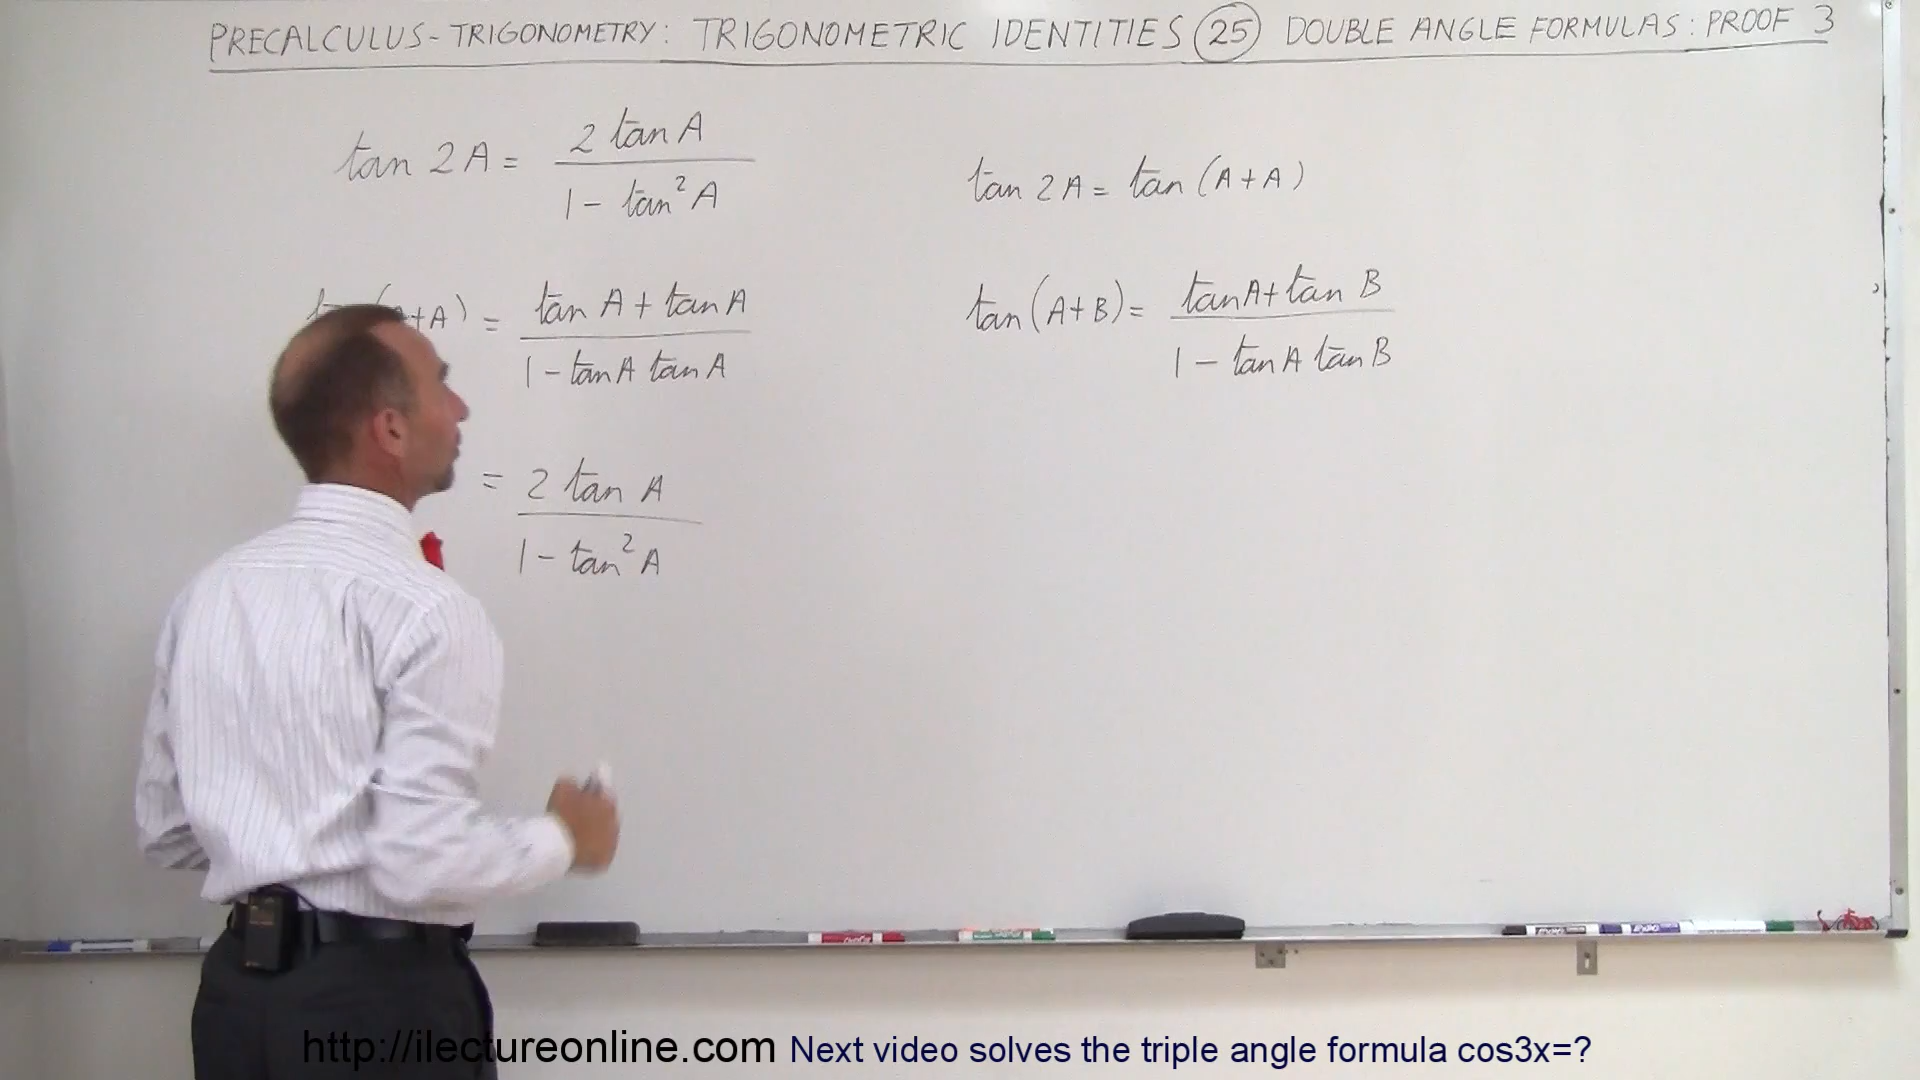 PRECALCULUS - TRIGONOMETRY: TRIGONOMETRIC IDENTITIES 25 DOUBLE ANGLE FORMULAS: PROOF 3
tan 2A = 2 tan A
1 - tan² A
+A) = tan A + tan A
1 - tan A tan A
= 2 tan A
1 - tan² A
tan 2A = tan (A + A)
tan (A + B) = tan A + tan B
1 - tan A tan B
http://ilectureonline.com Next video solves the triple angle formula cos3x=?